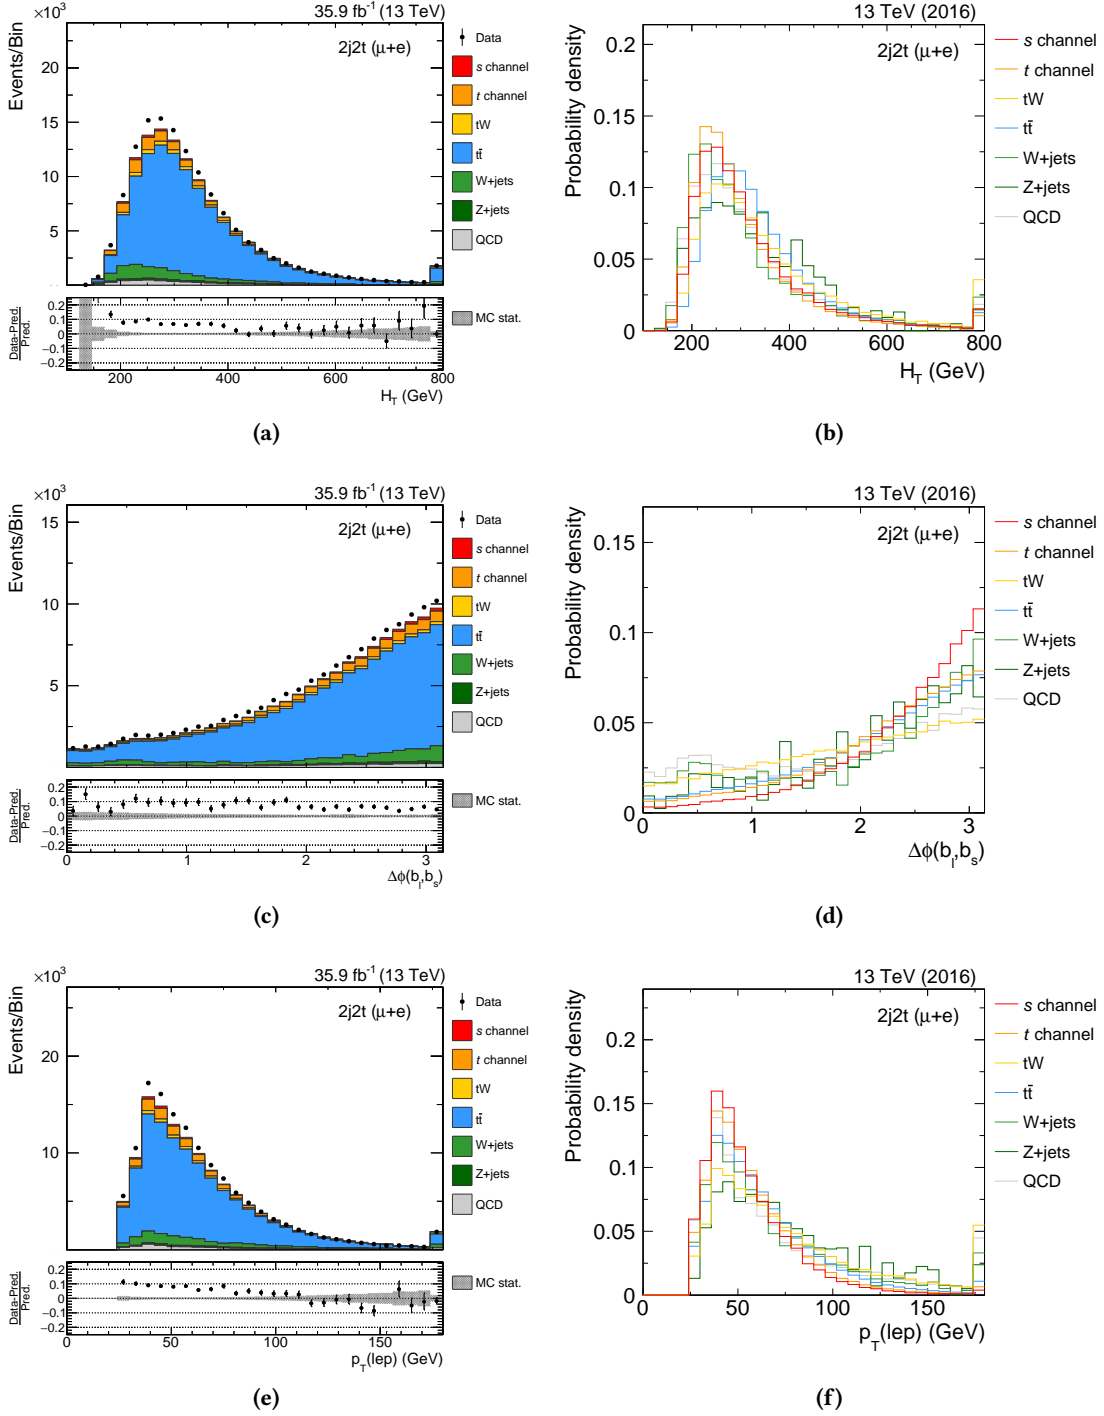 ×10³ 35.9 fb⁻¹ (13 TeV)
Events/Bin
2j2t (μ+e)
20
15
10
5
Data
s channel
t channel
tW
tt̄
W+jets
Z+jets
QCD
Data-Pred.
Pred.
0.2
0.1
0
−0.1
−0.2
MC stat.
200 400 600 800
H_T (GeV)
(a)
13 TeV (2016)
Probability density
2j2t (μ+e)
0.2
0.15
0.1
0.05
0
s channel
t channel
tW
tt̄
W+jets
Z+jets
QCD
200 400 600 800
H_T (GeV)
(b)
×10³ 35.9 fb⁻¹ (13 TeV)
Events/Bin
2j2t (μ+e)
15
10
5
Data
s channel
t channel
tW
tt̄
W+jets
Z+jets
QCD
Data-Pred.
Pred.
0.2
0.1
0
−0.1
−0.2
MC stat.
0 1 2 3
Δφ(b_l,b_s)
(c)
13 TeV (2016)
Probability density
2j2t (μ+e)
0.15
0.1
0.05
0
s channel
t channel
tW
tt̄
W+jets
Z+jets
QCD
0 1 2 3
Δφ(b_l,b_s)
(d)
×10³ 35.9 fb⁻¹ (13 TeV)
Events/Bin
2j2t (μ+e)
20
10
Data
s channel
t channel
tW
tt̄
W+jets
Z+jets
QCD
Data-Pred.
Pred.
0.2
0.1
0
−0.1
−0.2
MC stat.
0 50 100 150
p_T(lep) (GeV)
(e)
13 TeV (2016)
Probability density
2j2t (μ+e)
0.2
0.15
0.1
0.05
0
s channel
t channel
tW
tt̄
W+jets
Z+jets
QCD
0 50 100 150
p_T(lep) (GeV)
(f)